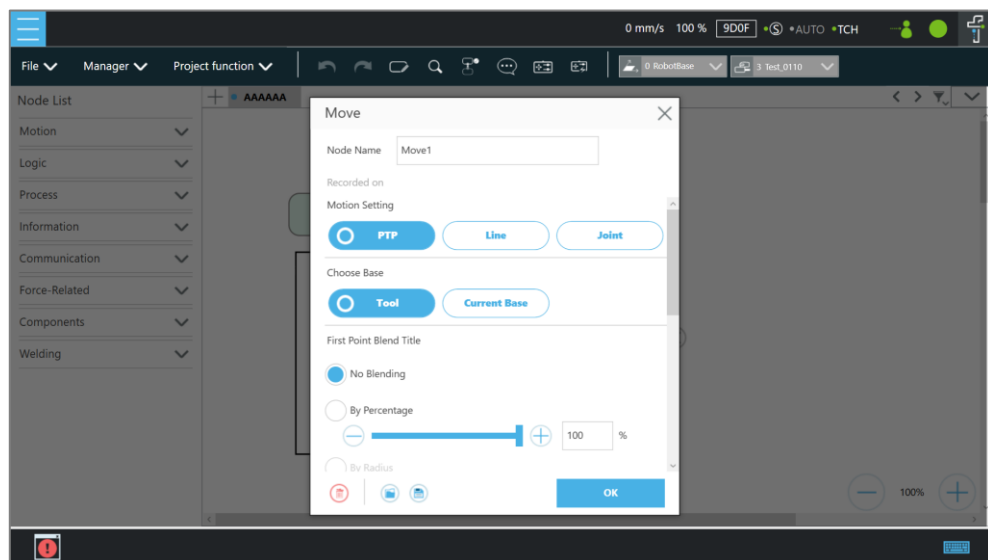 0 mm/s 100 % 9D0F •Ⓢ •AUTO •TCH
File Manager Project function 0 RobotBase 3 Test_0110
Node List
AAAAAA
Motion
Logic
Process
Information
Communication
Force-Related
Components
Welding
Move
Node Name Move1
Recorded on
Motion Setting
PTP Line Joint
Choose Base
Tool Current Base
First Point Blend Title
No Blending
By Percentage
100 %
By Radius
OK
100%